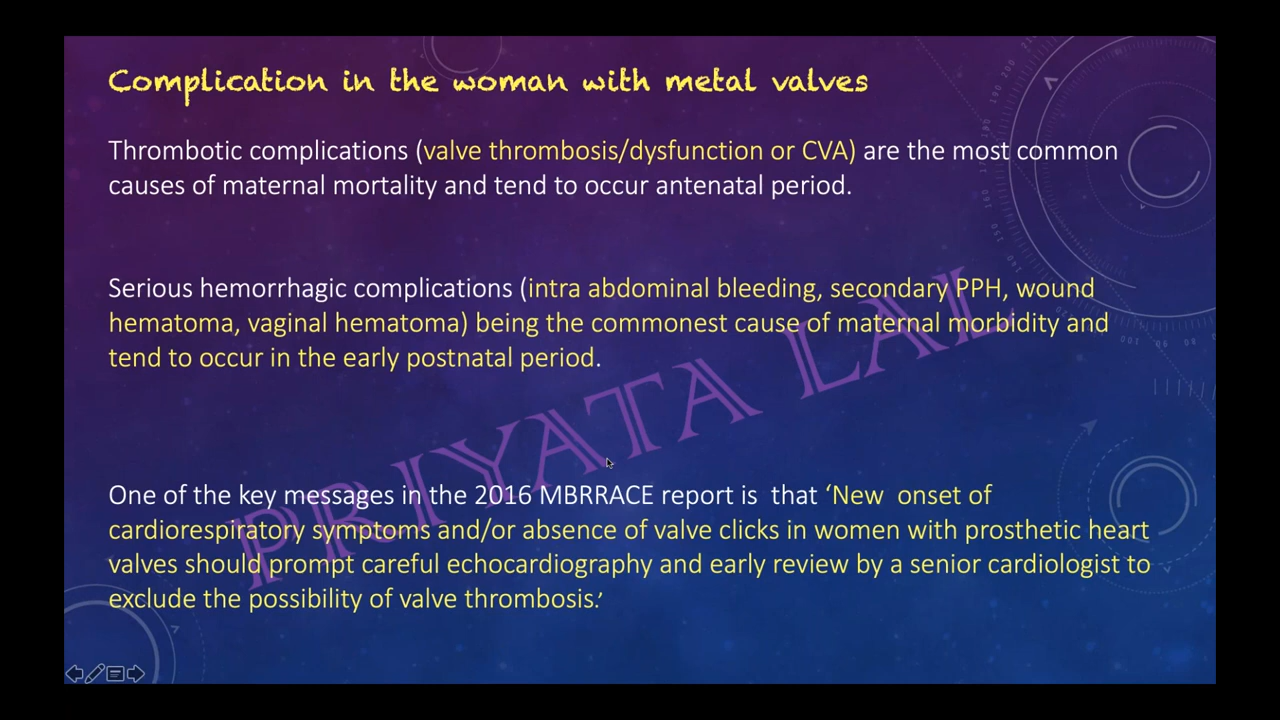 Complication in the woman with metal valves
Thrombotic complications (valve thrombosis/dysfunction or CVA) are the most common
causes of maternal mortality and tend to occur antenatal period.
Serious hemorrhagic complications (intra abdominal bleeding, secondary PPH, wound
hematoma, vaginal hematoma) being the commonest cause of maternal morbidity and
tend to occur in the early postnatal period.
PRIYATA LAL
One of the key messages in the 2016 MBRRACE report is  that ‘New  onset of
cardiorespiratory symptoms and/or absence of valve clicks in women with prosthetic heart
valves should prompt careful echocardiography and early review by a senior cardiologist to
exclude the possibility of valve thrombosis.’